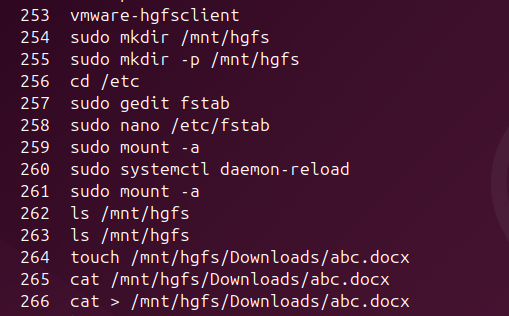 253 vmware-hgfsclient
254 sudo mkdir /mnt/hgfs
255 sudo mkdir -p /mnt/hgfs
256 cd /etc
257 sudo gedit fstab
258 sudo nano /etc/fstab
259 sudo mount -a
260 sudo systemctl daemon-reload
261 sudo mount -a
262 ls /mnt/hgfs
263 ls /mnt/hgfs
264 touch /mnt/hgfs/Downloads/abc.docx
265 cat /mnt/hgfs/Downloads/abc.docx
266 cat > /mnt/hgfs/Downloads/abc.docx